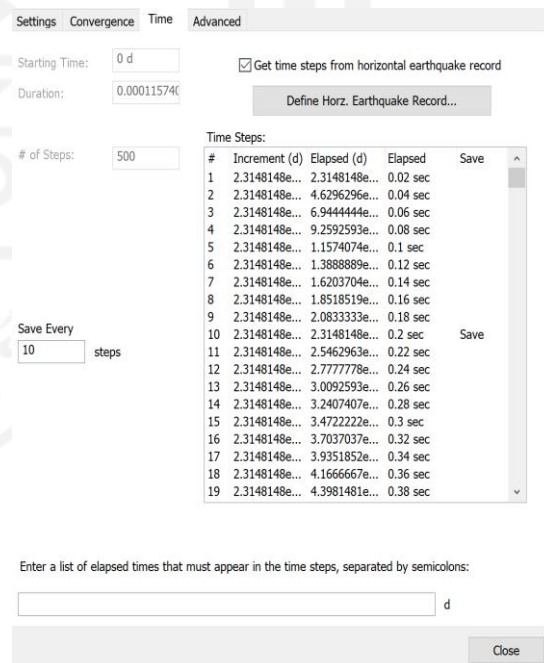 Settings Convergence Time Advanced
Starting Time: 0 d
Get time steps from horizontal earthquake record
Duration: 0.00011574(
Define Horz. Earthquake Record...
Time Steps:
# of Steps: 500
# Increment (d) Elapsed (d) Elapsed Save
1 2.3148148e... 2.3148148e... 0.02 sec
2 2.3148148e... 4.6296296e... 0.04 sec
3 2.3148148e... 6.9444444e... 0.06 sec
4 2.3148148e... 9.2592593e... 0.08 sec
5 2.3148148e... 1.1574074e... 0.1 sec
6 2.3148148e... 1.3888889e... 0.12 sec
7 2.3148148e... 1.6203704e... 0.14 sec
8 2.3148148e... 1.8518519e... 0.16 sec
9 2.3148148e... 2.0833333e... 0.18 sec
10 2.3148148e... 2.3148148e... 0.2 sec Save
11 2.3148148e... 2.5462963e... 0.22 sec
12 2.3148148e... 2.7777778e... 0.24 sec
13 2.3148148e... 3.0092593e... 0.26 sec
14 2.3148148e... 3.2407407e... 0.28 sec
15 2.3148148e... 3.4722222e... 0.3 sec
16 2.3148148e... 3.7037037e... 0.32 sec
17 2.3148148e... 3.9351852e... 0.34 sec
18 2.3148148e... 4.1666667e... 0.36 sec
19 2.3148148e... 4.3981481e... 0.38 sec
Save Every
10 steps
Enter a list of elapsed times that must appear in the time steps, separated by semicolons:
d
Close